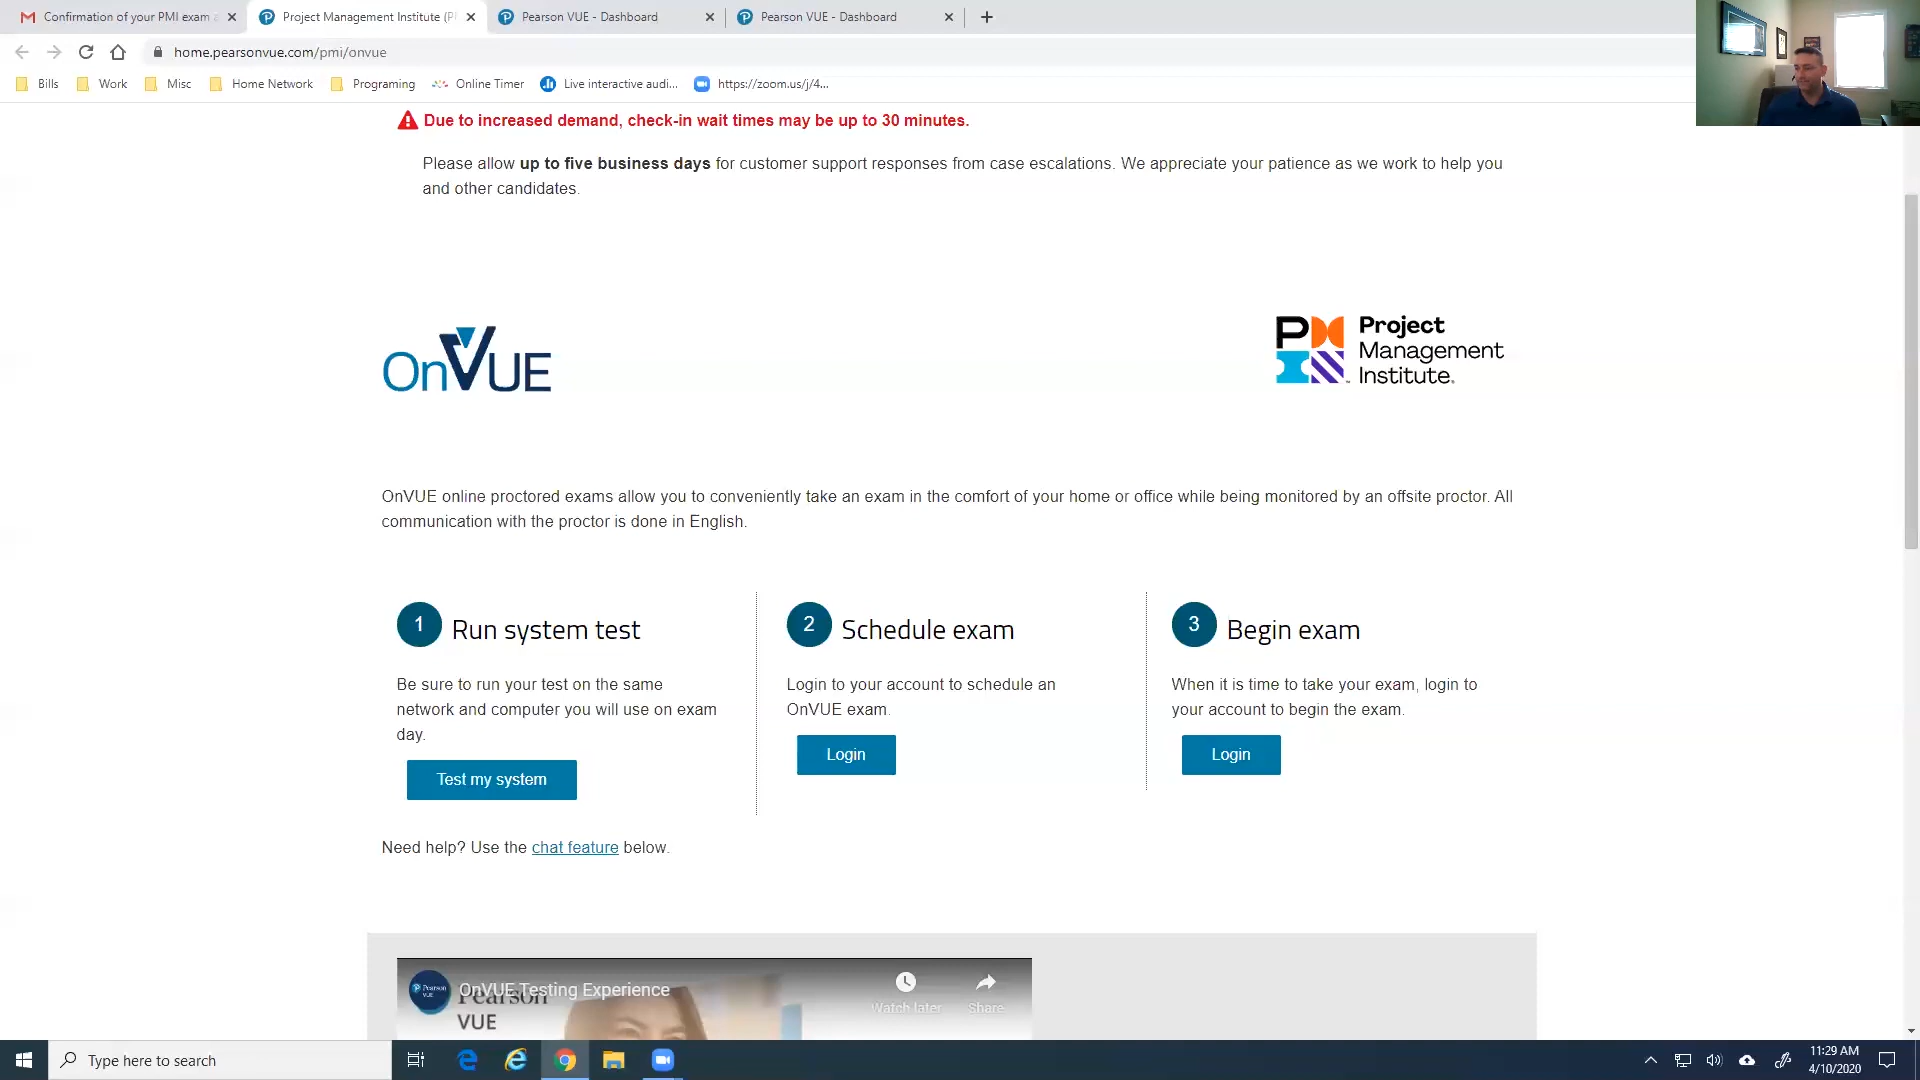 Confirmation of your PMI exam a
Project Management Institute (P
Pearson VUE - Dashboard
Pearson VUE - Dashboard
home.pearsonvue.com/pmi/onvue
Bills
Work
Misc
Home Network
Programing
Online Timer
Live interactive audi...
https://zoom.us/j/4...
Due to increased demand, check-in wait times may be up to 30 minutes.
Please allow up to five business days for customer support responses from case escalations. We appreciate your patience as we work to help you
and other candidates.
OnVUE
Project
Management
Institute.
OnVUE online proctored exams allow you to conveniently take an exam in the comfort of your home or office while being monitored by an offsite proctor. All
communication with the proctor is done in English.
1 Run system test
Be sure to run your test on the same
network and computer you will use on exam
day.
Test my system
2 Schedule exam
Login to your account to schedule an
OnVUE exam.
Login
3 Begin exam
When it is time to take your exam, login to
your account to begin the exam.
Login
Need help? Use the chat feature below.
Pearson
VUE
OnVUE Testing Experience
Watch later
Share
Pearson
VUE
Type here to search
11:29 AM
4/10/2020